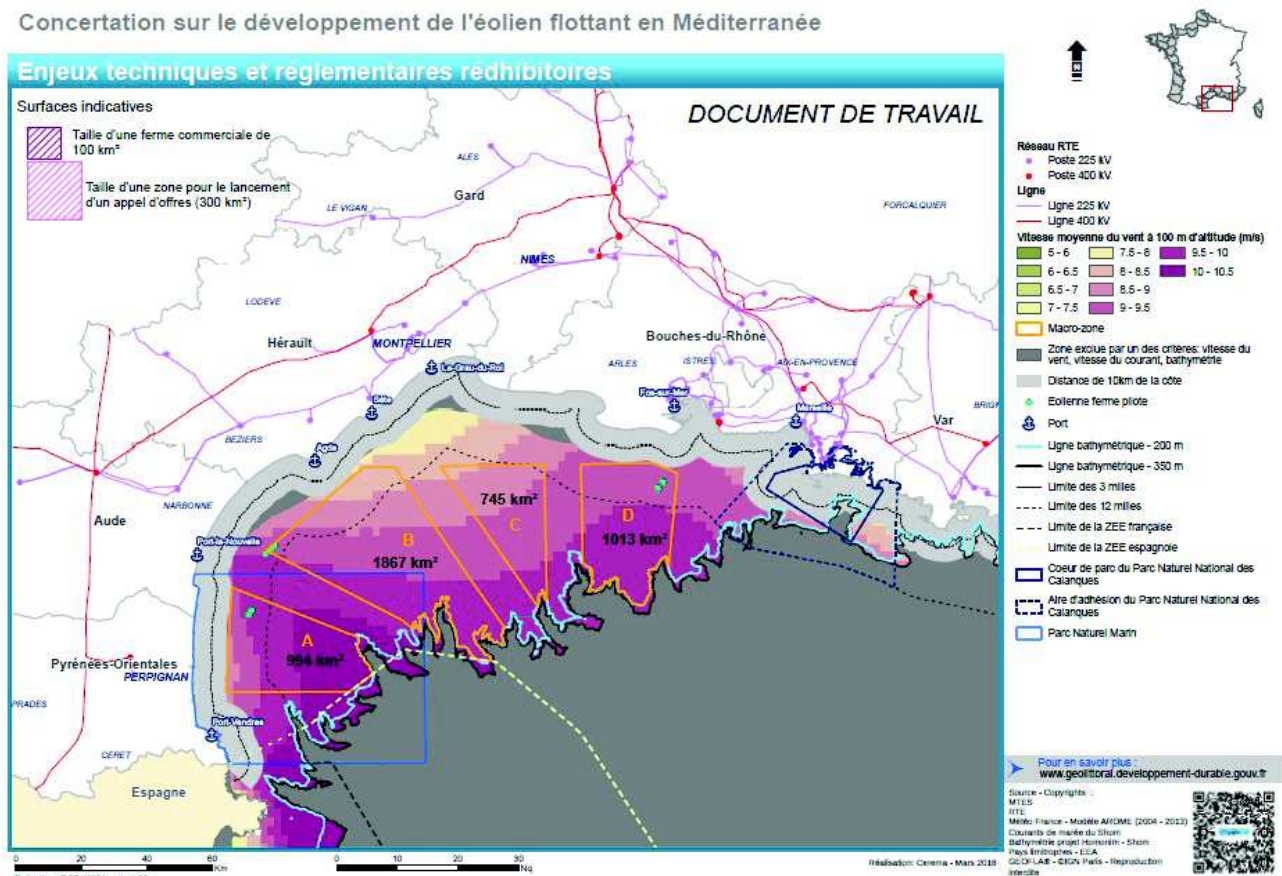 Concertation sur le développement de l'éolien flottant en Méditerranée
Enjeux techniques et réglementaires rédhibitoires
Surfaces indicatives
Taille d'une ferme commerciale de
100 km²
Taille d'une zone pour le lancement
d'un appel d'offres (300 km²)
DOCUMENT DE TRAVAIL
ALES
Gard
LE VIGAN
FORCALQUIER
NIMES
LODEVE
Hérault
MONTPELLIER
Bouches-du-Rhône
Le-Grau-du-Roi
ARLES
ISTRES
AIX-EN-PROVENCE
Fos-sur-Mer
Marseille
Var
BRIGN
Sète
Agde
BEZIERS
NARBONNE
Aude
Port-la-Nouvelle
745 km²
C
D
1013 km²
B
1867 km²
A
994 km²
Pyrénées-Orientales
PERPIGNAN
PRADES
Port-Vendres
CERET
Espagne
0 20 40 60
Km
0 10 20 30
Nq
Réalisation: Cerema - Mars 2018
N
Réseau RTE
Poste 225 kV
Poste 400 kV
Ligne
Ligne 225 kV
Ligne 400 kV
Vitesse moyenne du vent à 100 m d'altitude (m/s)
5 - 6 7.5 - 8 9.5 - 10
6 - 6.5 8 - 8.5 10 - 10.5
6.5 - 7 8.5 - 9
7 - 7.5 9 - 9.5
Macro-zone
Zone exclue par un des critères: vitesse du
vent, vitesse du courant, bathymétrie
Distance de 10km de la côte
Eolienne ferme pilote
Port
Ligne bathymétrique - 200 m
Ligne bathymétrique - 350 m
Limite des 3 milles
Limite des 12 milles
Limite de la ZEE française
Limite de la ZEE espagnole
Coeur de parc du Parc Naturel National des
Calanques
Aire d'adhésion du Parc Naturel National des
Calanques
Parc Naturel Marin
Pour en savoir plus :
www.geolittoral.developpement-durable.gouv.fr
Source - Copyrights :
MTES
RTE
Météo France - Modèle AROME (2004 - 2013)
Courants de marée du Shom
Bathymétrie projet Homonim - Shom
Pays limitrophes - EEA
GEOFLA® - ©IGN Paris - Reproduction
interdite